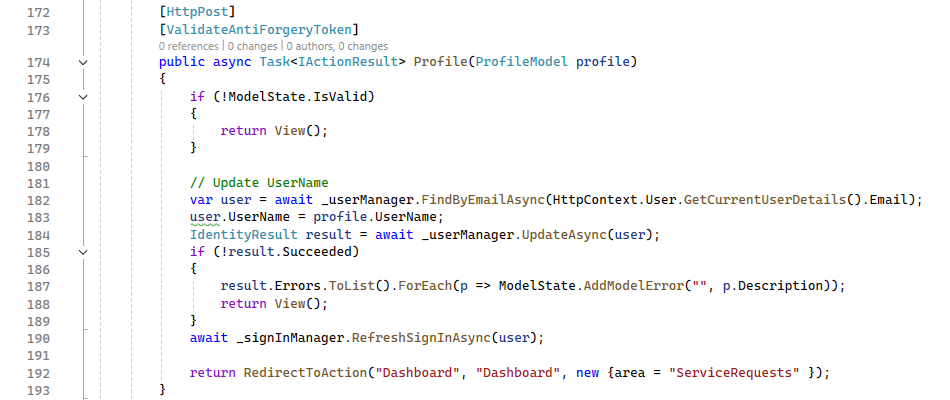 172 [HttpPost]
173 [ValidateAntiForgeryToken]
0 references | 0 changes | 0 authors, 0 changes
174 public async Task<IActionResult> Profile(ProfileModel profile)
175 {
176 if (!ModelState.IsValid)
177 {
178 return View();
179 }
180
181 // Update UserName
182 var user = await _userManager.FindByEmailAsync(HttpContext.User.GetCurrentUserDetails().Email);
183 user.UserName = profile.UserName;
184 IdentityResult result = await _userManager.UpdateAsync(user);
185 if (!result.Succeeded)
186 {
187 result.Errors.ToList().ForEach(p => ModelState.AddModelError("", p.Description));
188 return View();
189 }
190 await _signInManager.RefreshSignInAsync(user);
191
192 return RedirectToAction("Dashboard", "Dashboard", new {area = "ServiceRequests" });
193 }